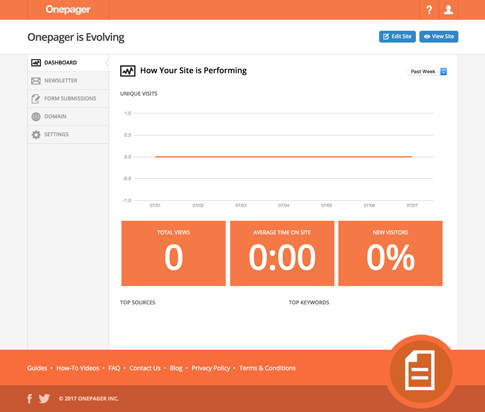 Onepager
?
Onepager is Evolving
Edit Site
View Site
DASHBOARD
NEWSLETTER
FORM SUBMISSIONS
DOMAIN
SETTINGS
How Your Site is Performing
Past Week
UNIQUE VISITS
1.0
0.5
0.0
-0.5
-1.0
07/01 07/02 07/03 07/04 07/05 07/06 07/07
TOTAL VIEWS
0
AVERAGE TIME ON SITE
0:00
NEW VISITORS
0%
TOP SOURCES
TOP KEYWORDS
Guides • How-To Videos • FAQ • Contact Us • Blog • Privacy Policy • Terms & Conditions
© 2017 ONEPAGER INC.